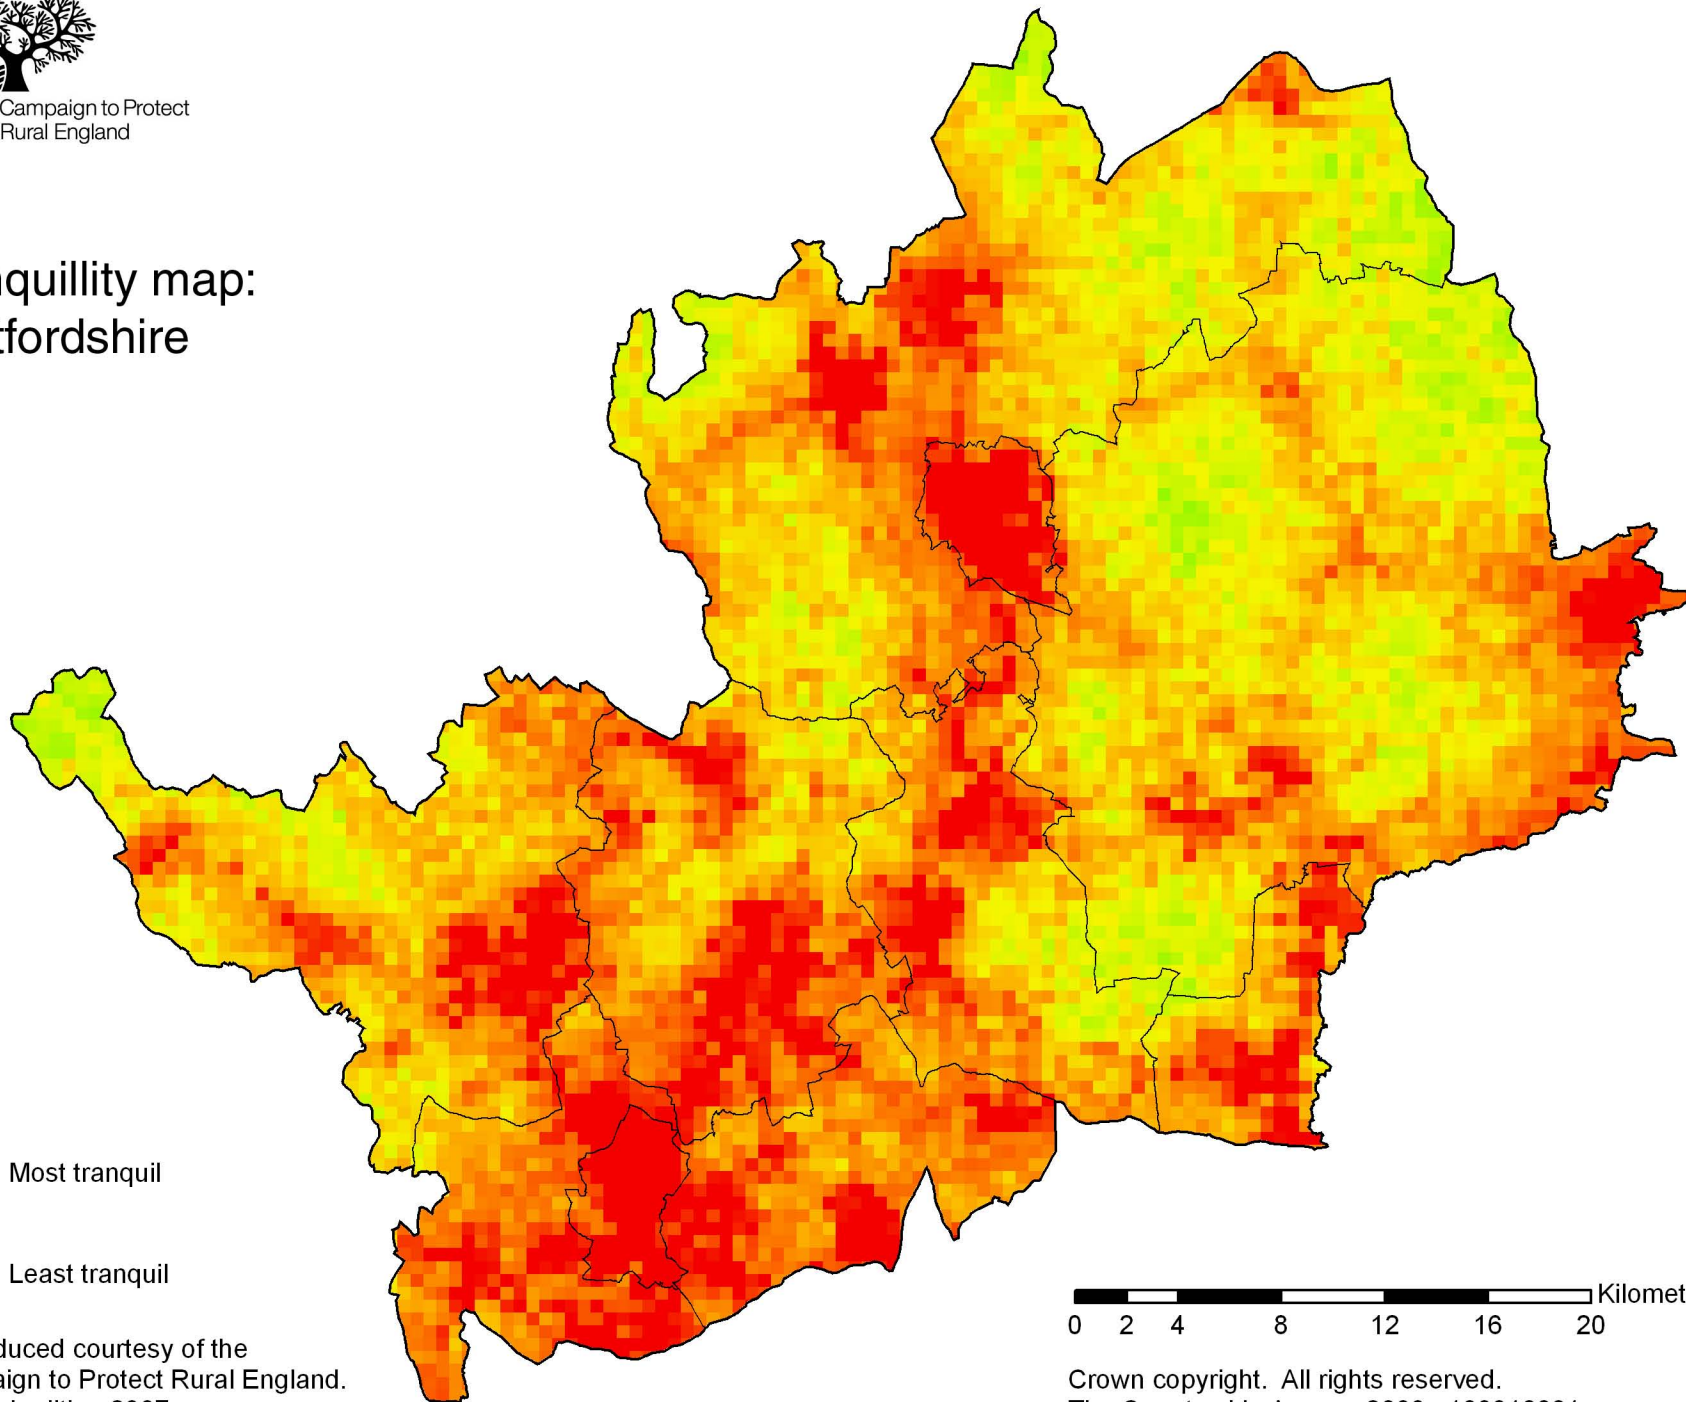 Campaign to Protect
Rural England
nquillity map:
tfordshire
Most tranquil
Least tranquil
duced courtesy of the
aign to Protect Rural England.
Kilomet
0 2 4 8 12 16 20
Crown copyright. All rights reserved.